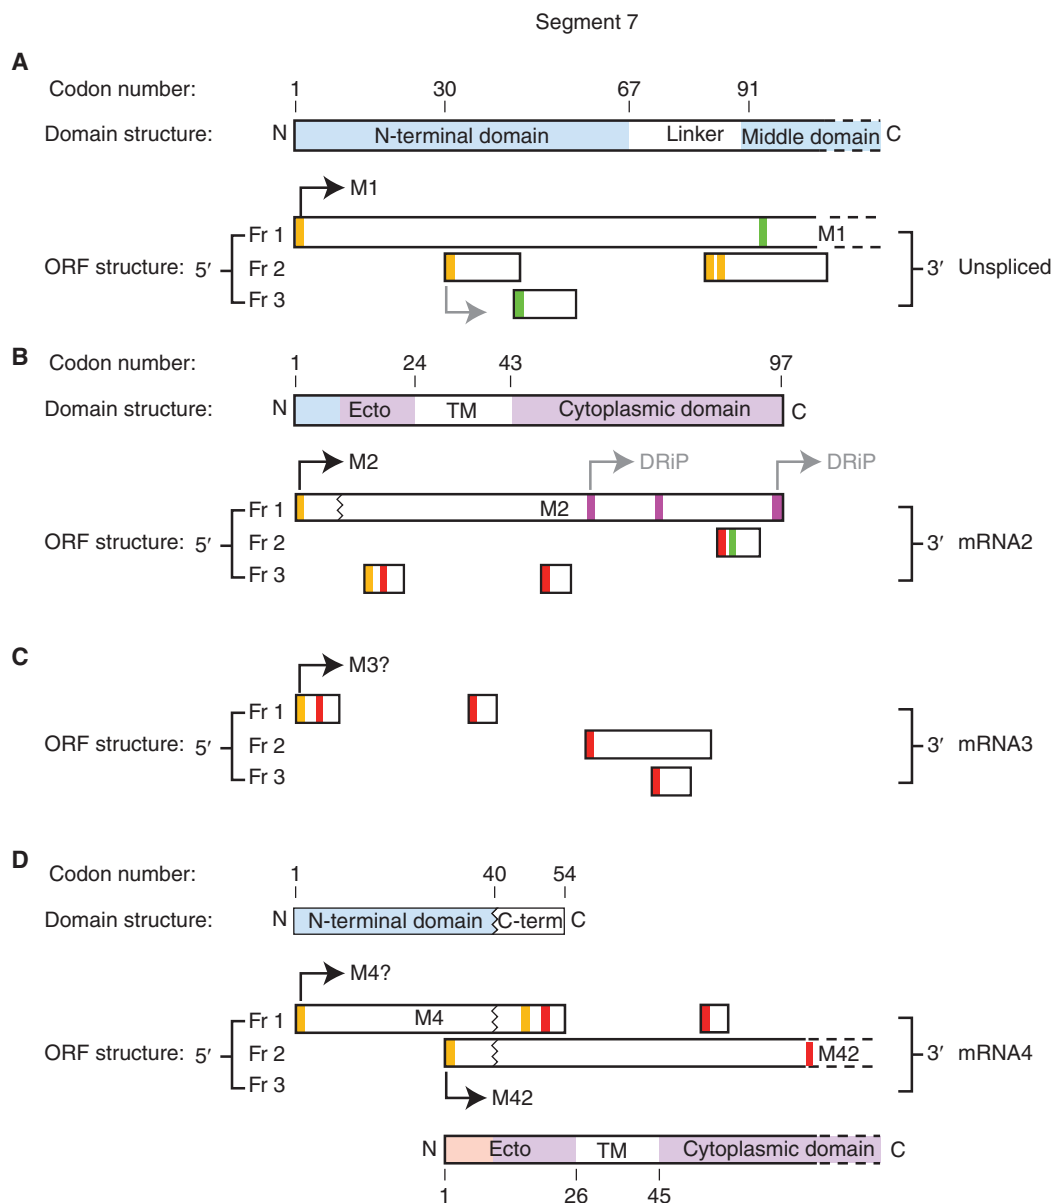 Segment 7
A
Codon number: 1 30 67 91
Domain structure: N N-terminal domain Linker Middle domain C
M1
Fr 1 M1
ORF structure: 5′ Fr 2 3′ Unspliced
Fr 3
B
Codon number: 1 24 43 97
Domain structure: N Ecto TM Cytoplasmic domain C
M2 DRiP DRiP
Fr 1 M2
ORF structure: 5′ Fr 2 3′ mRNA2
Fr 3
C
M3?
Fr 1
ORF structure: 5′ Fr 2 3′ mRNA3
Fr 3
D
Codon number: 1 40 54
Domain structure: N N-terminal domain C-term C
M4?
Fr 1 M4
ORF structure: 5′ Fr 2 M42 3′ mRNA4
Fr 3
M42
N Ecto TM Cytoplasmic domain C
1 26 45